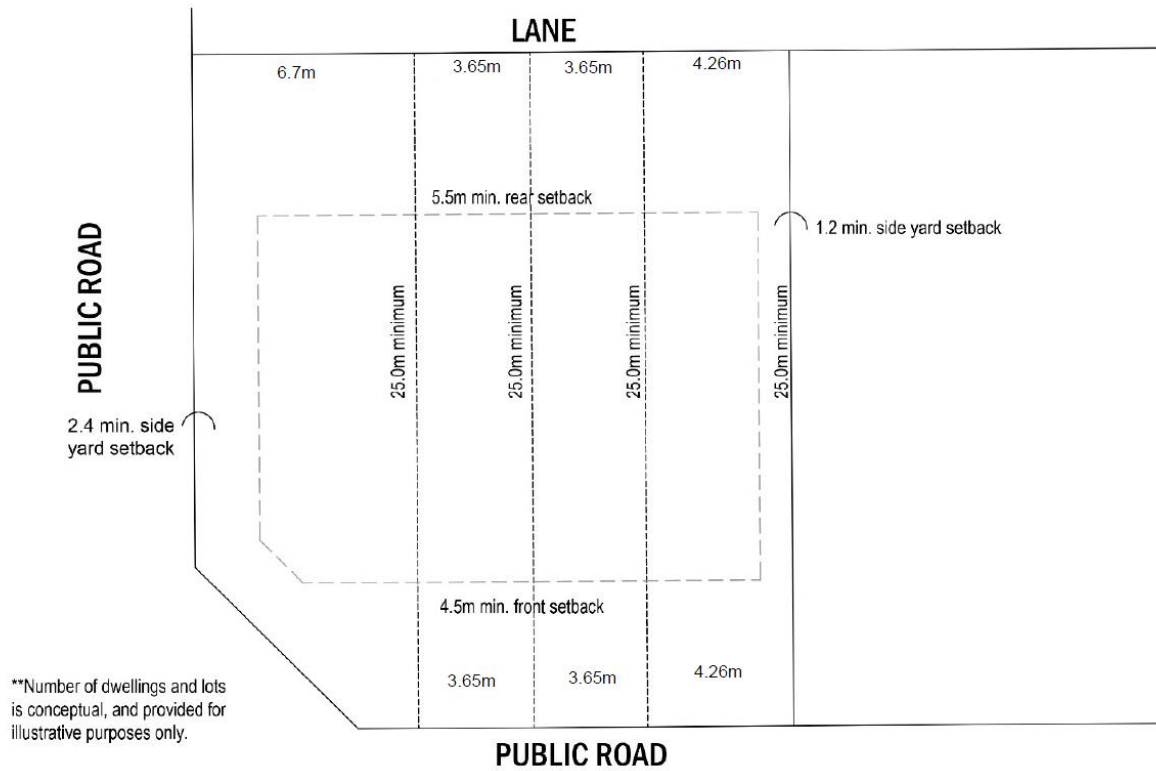 LANE
6.7m
3.65m
3.65m
4.26m
5.5m min. rear setback
1.2 min. side yard setback
PUBLIC ROAD
25.0m minimum
25.0m minimum
25.0m minimum
25.0m minimum
2.4 min. side
yard setback
4.5m min. front setback
3.65m
3.65m
4.26m
**Number of dwellings and lots
is conceptual, and provided for
illustrative purposes only.
PUBLIC ROAD